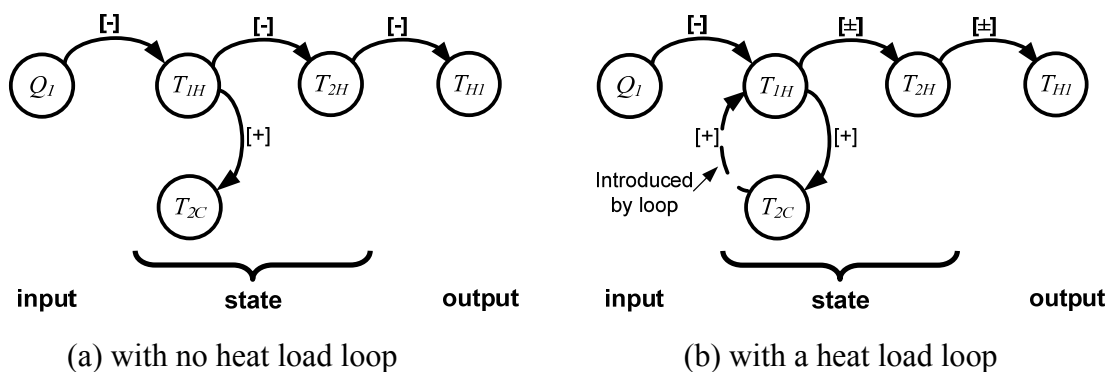 [-] [-] [-]
Q1 T1H T2H TH1
[+]
T2C
input state output
(a) with no heat load loop
[-] [±] [±]
Q1 T1H T2H TH1
[+] [+]
Introduced
by loop
T2C
input state output
(b) with a heat load loop